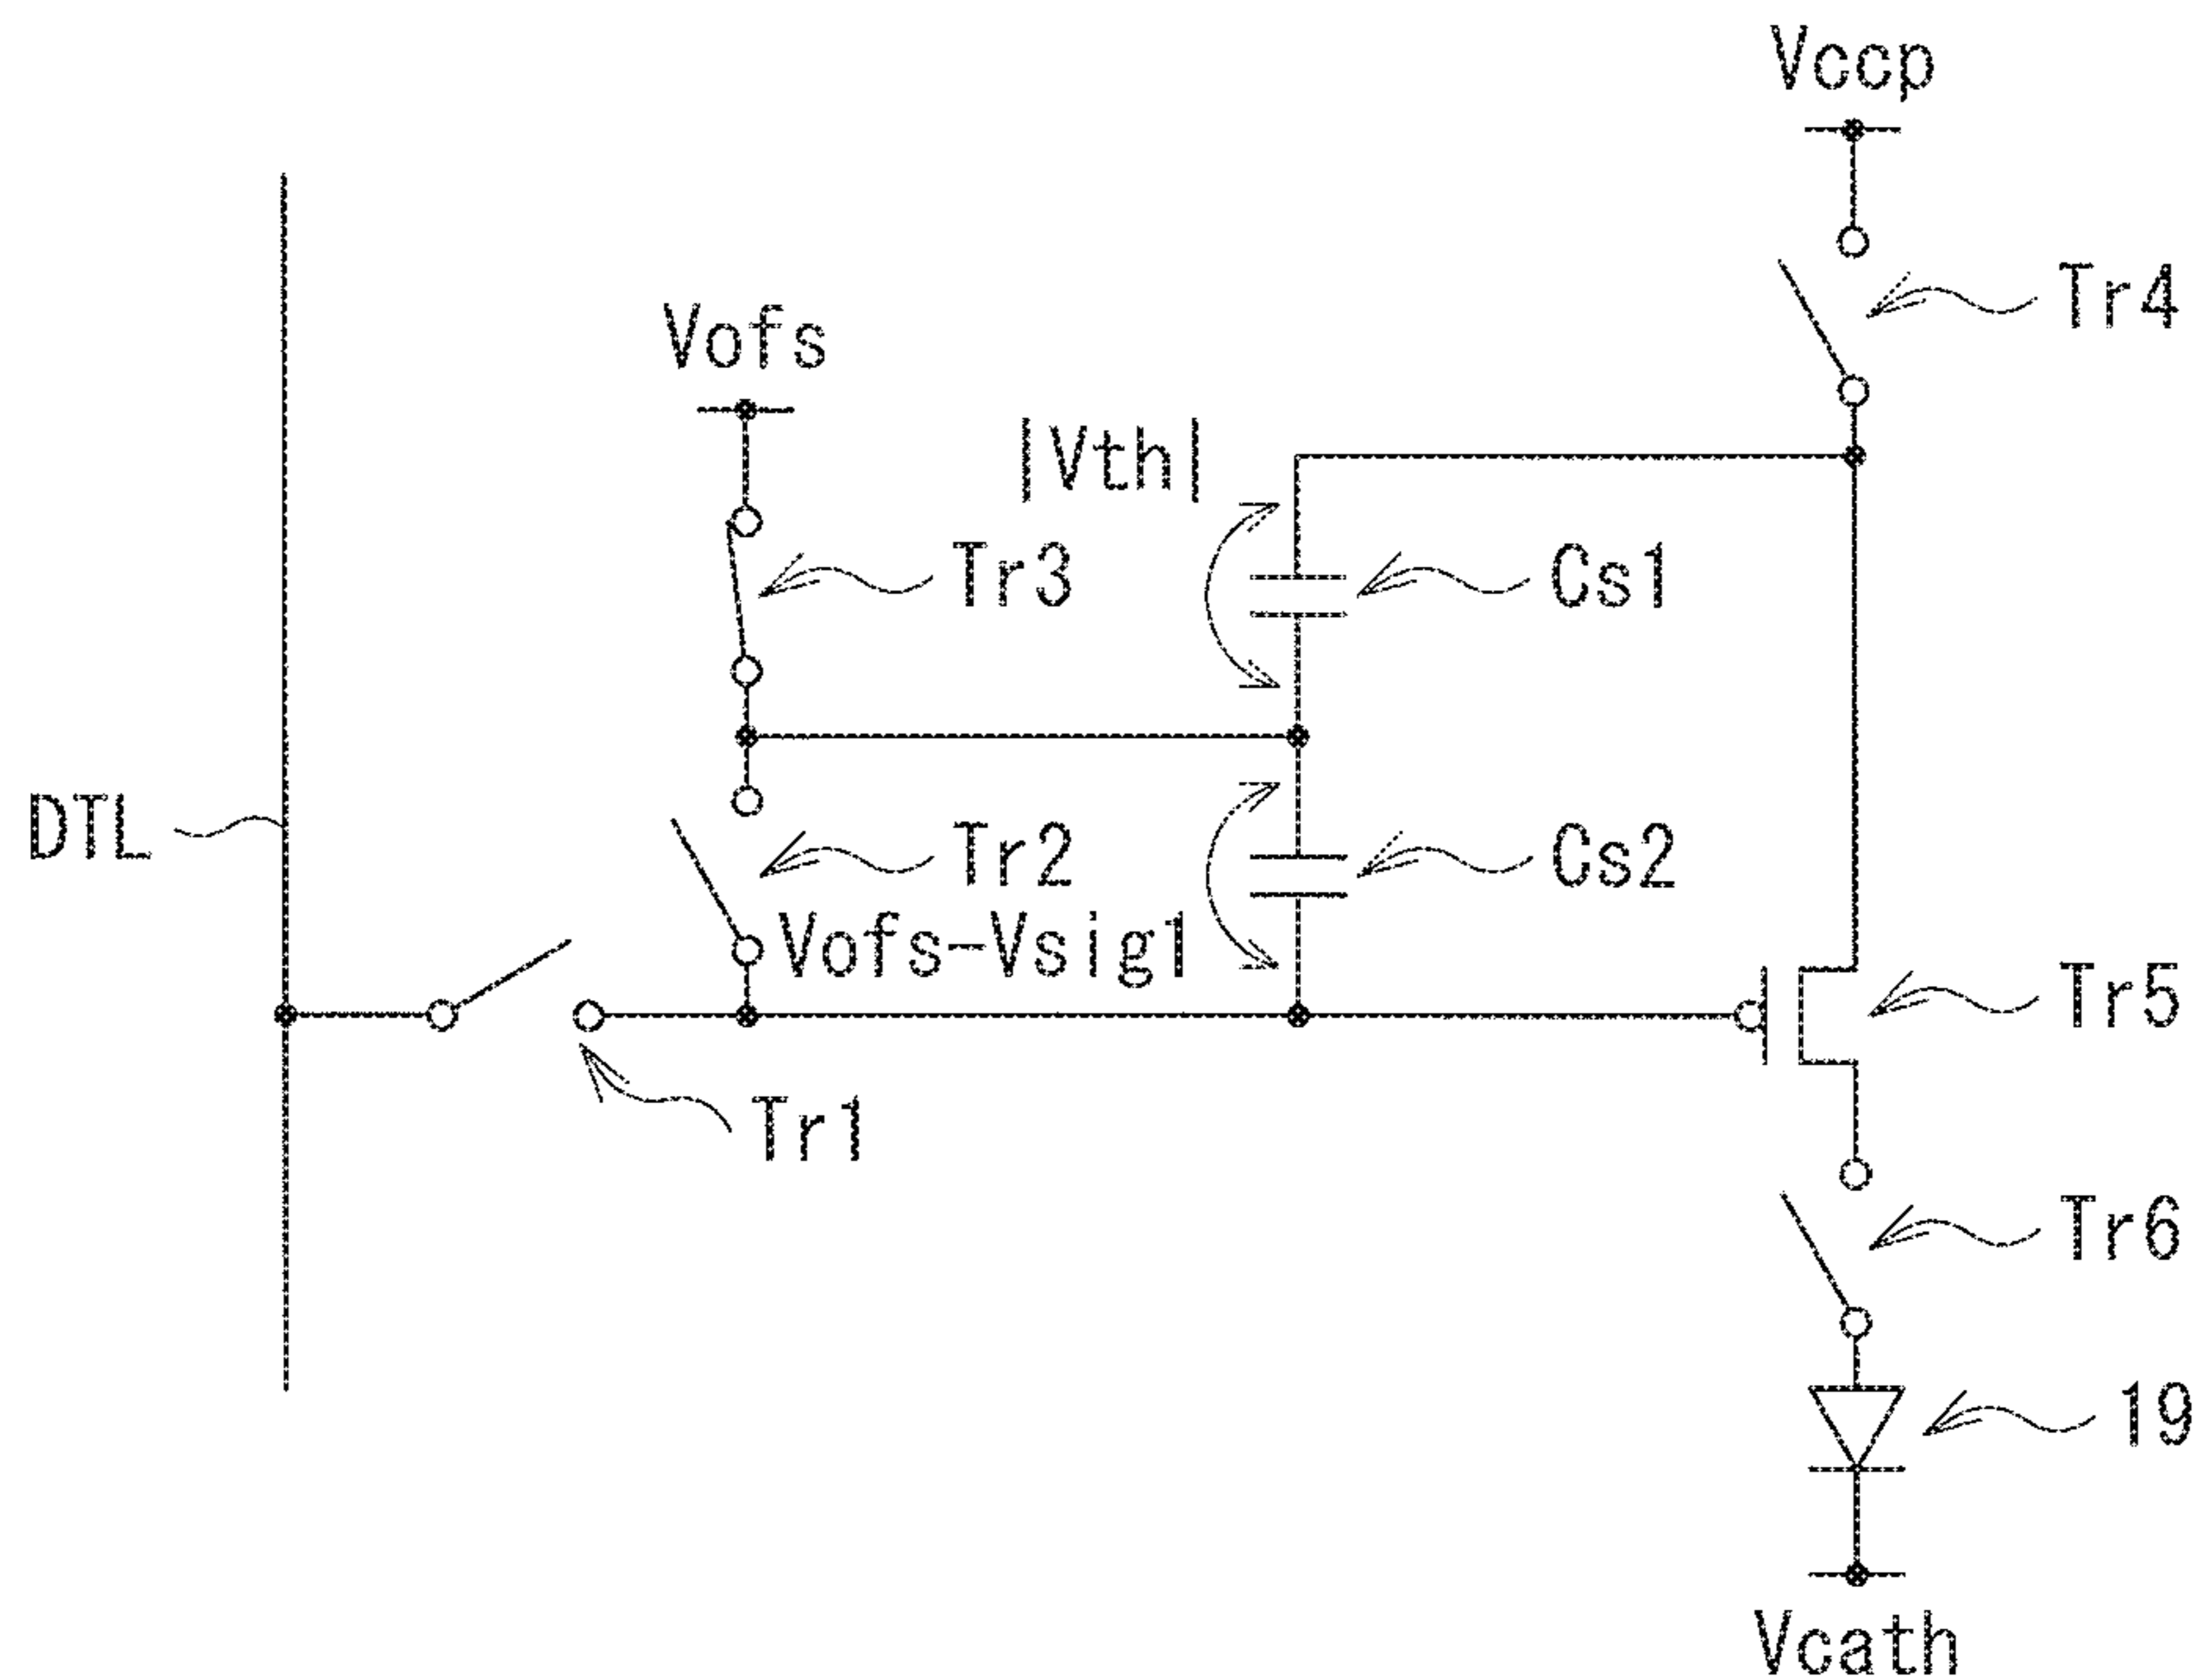 Vccp
Tr4
Vofs
|Vth|
Tr3
Cs1
DTL
Tr2
Cs2
Vofs-Vsig1
Tr5
Tr1
Tr6
19
Vcath